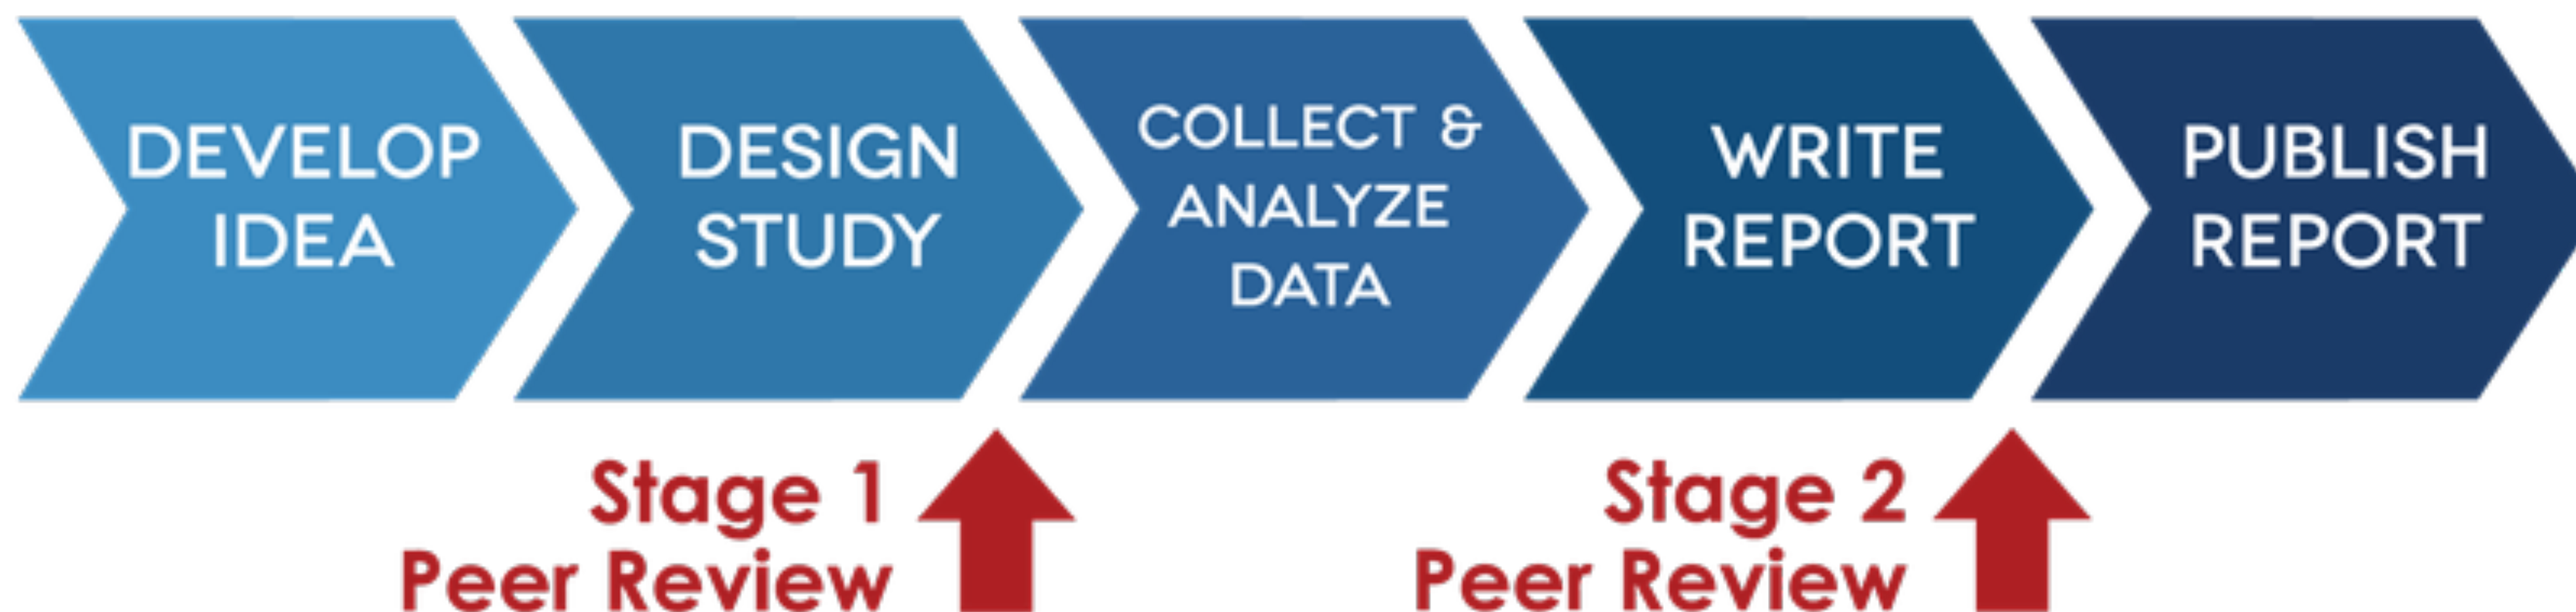 DEVELOP
IDEA
DESIGN
STUDY
COLLECT &
ANALYZE
DATA
WRITE
REPORT
PUBLISH
REPORT
Stage 1
Peer Review
Stage 2
Peer Review